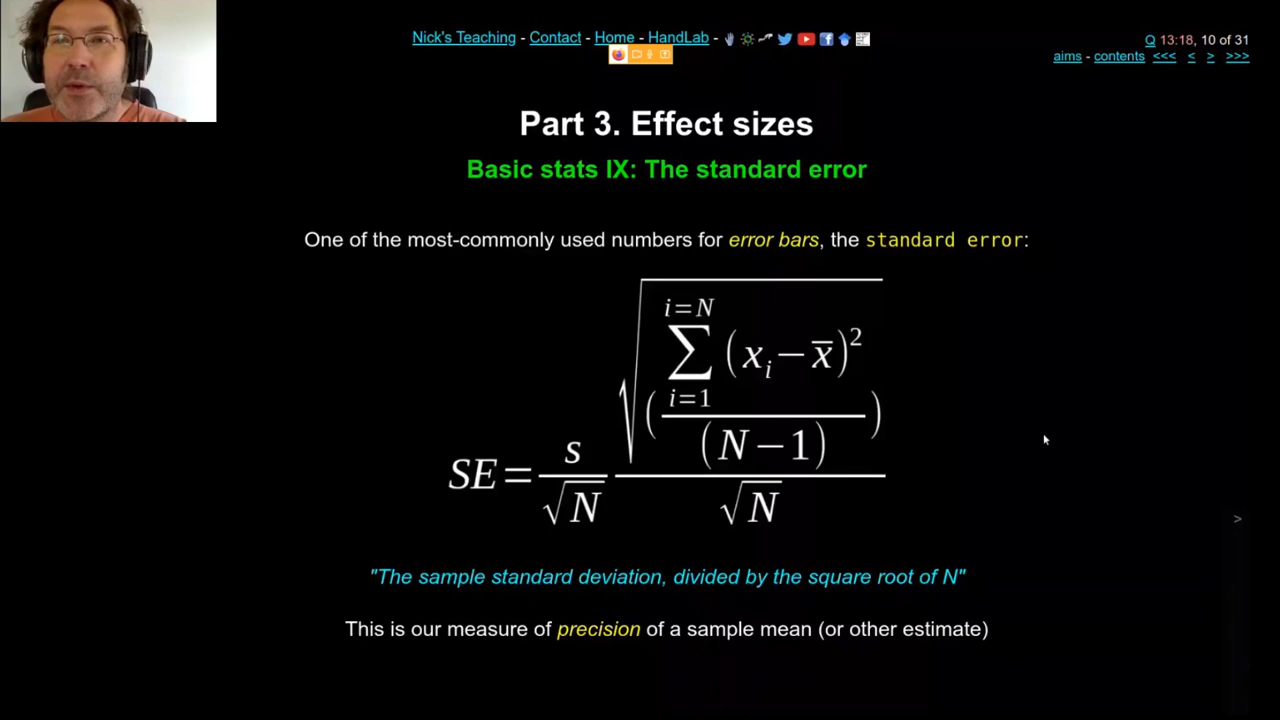 Nick's Teaching - Contact - Home - HandLab -
Q 13:18, 10 of 31
aims - contents <<< < > >>>
Part 3. Effect sizes
Basic stats IX: The standard error
One of the most-commonly used numbers for error bars, the standard error:
i=N
∑ (xᵢ−x̄)²
i=1
√( )
(N−1)
SE= s/√N
√N
>
"The sample standard deviation, divided by the square root of N"
This is our measure of precision of a sample mean (or other estimate)